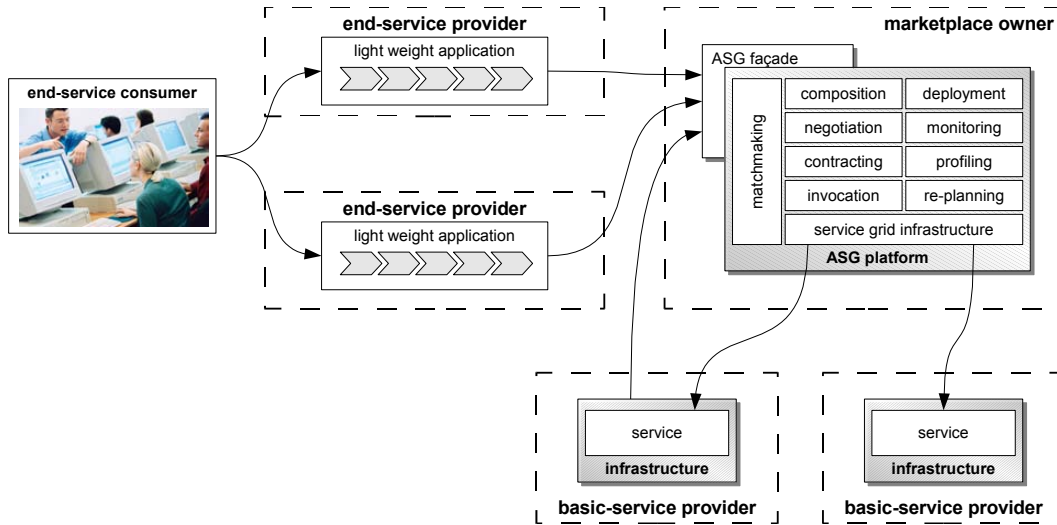 end-service consumer
end-service provider
light weight application
end-service provider
light weight application
marketplace owner
ASG façade
matchmaking
composition
deployment
negotiation
monitoring
contracting
profiling
invocation
re-planning
service grid infrastructure
ASG platform
service
infrastructure
basic-service provider
service
infrastructure
basic-service provider